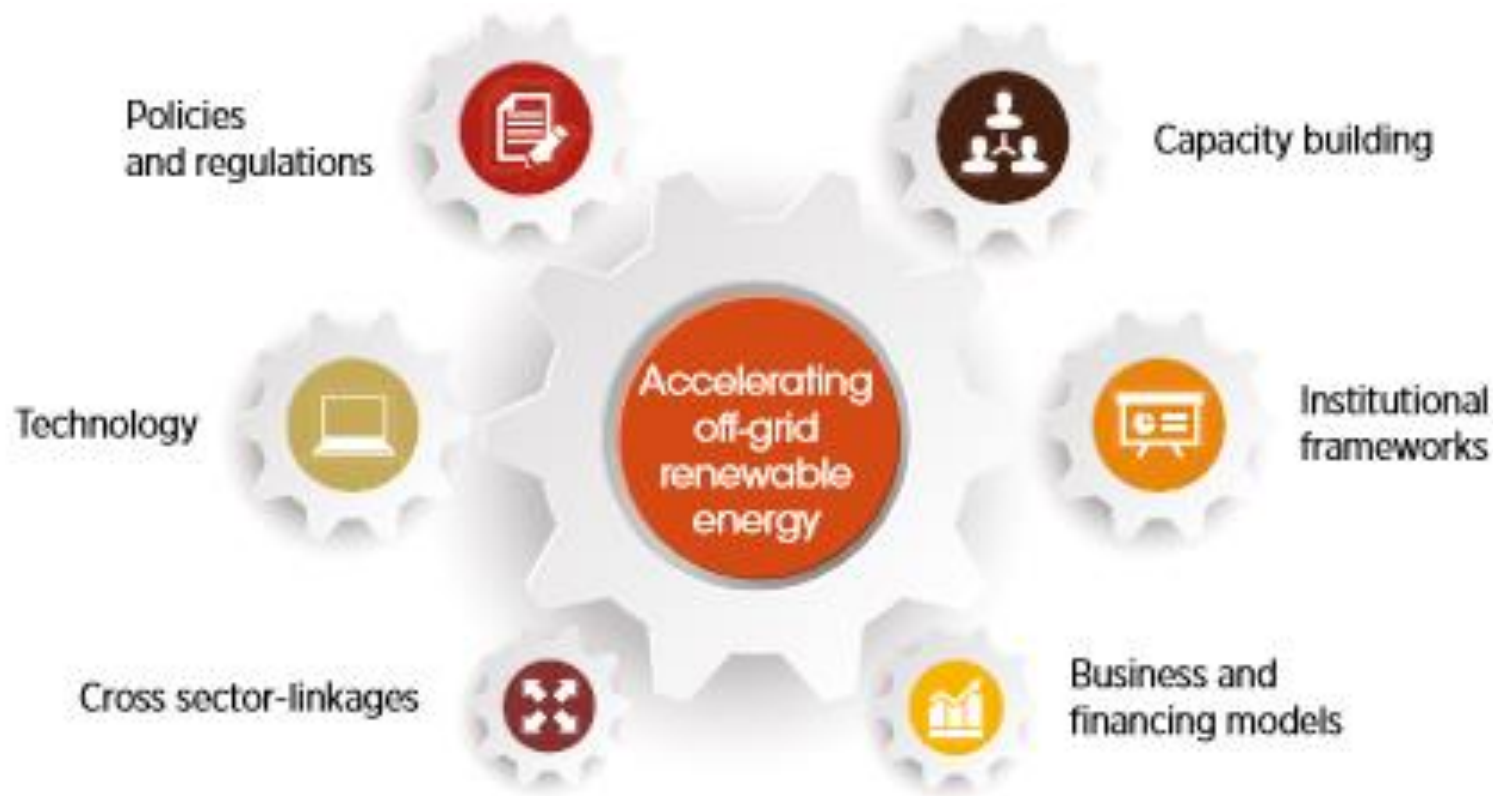 Policies
and regulations
Capacity building
Technology
Accelerating
off-grid
renewable
energy
Institutional
frameworks
Cross sector-linkages
Business and
financing models